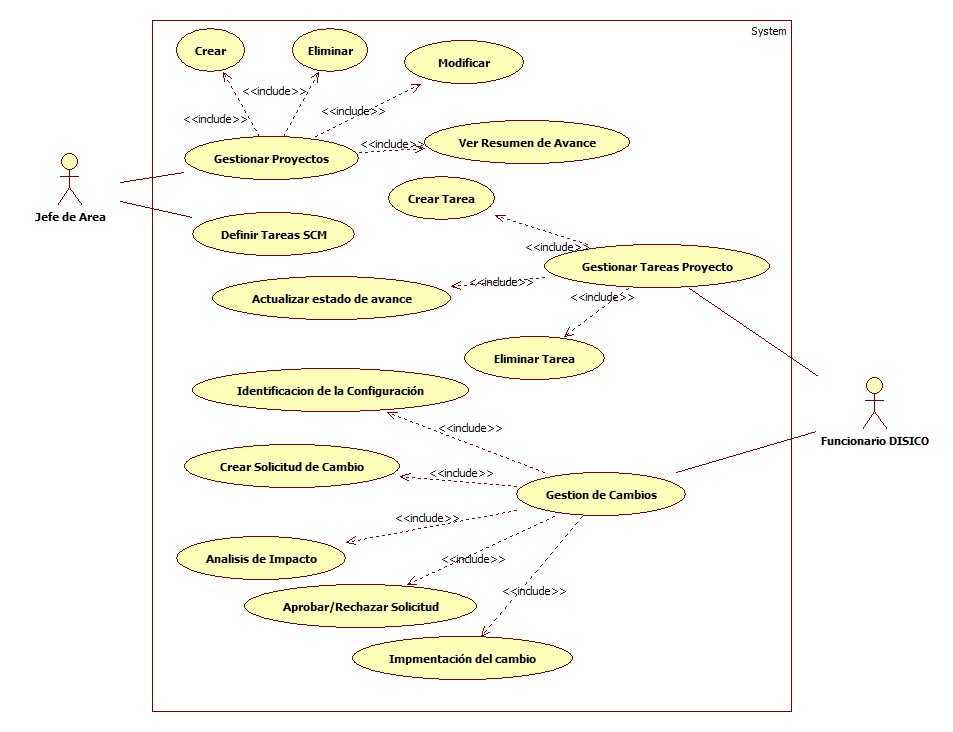 System
Crear
Eliminar
Modificar
<<include>>
<<include>>
<<include>>
<<include>>
Ver Resumen de Avance
Gestionar Proyectos
Jefe de Area
Crear Tarea
Definir Tareas SCM
<<include>>
Gestionar Tareas Proyecto
<<include>>
Actualizar estado de avance
<<include>>
Eliminar Tarea
Identificacion de la Configuración
<<include>>
Funcionario DISICO
Crear Solicitud de Cambio
<<include>>
Gestion de Cambios
<<include>>
Analisis de Impacto
<<include>>
<<include>>
Aprobar/Rechazar Solicitud
Impmentación del cambio